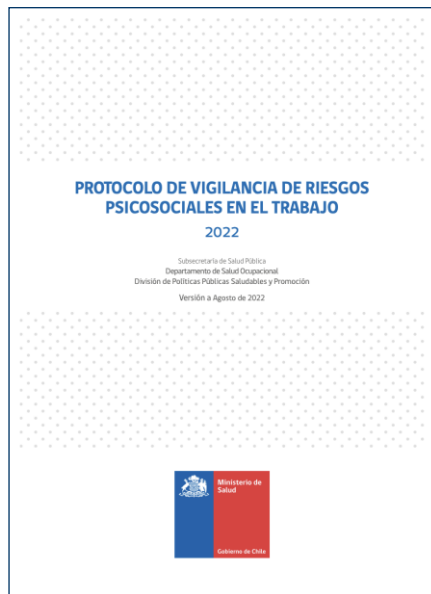 PROTOCOLO DE VIGILANCIA DE RIESGOS
PSICOSOCIALES EN EL TRABAJO
2022
Subsecretaría de Salud Pública
Departamento de Salud Ocupacional
División de Políticas Públicas Saludables y Promoción
Versión a Agosto de 2022
Ministerio de
Salud
Gobierno de Chile